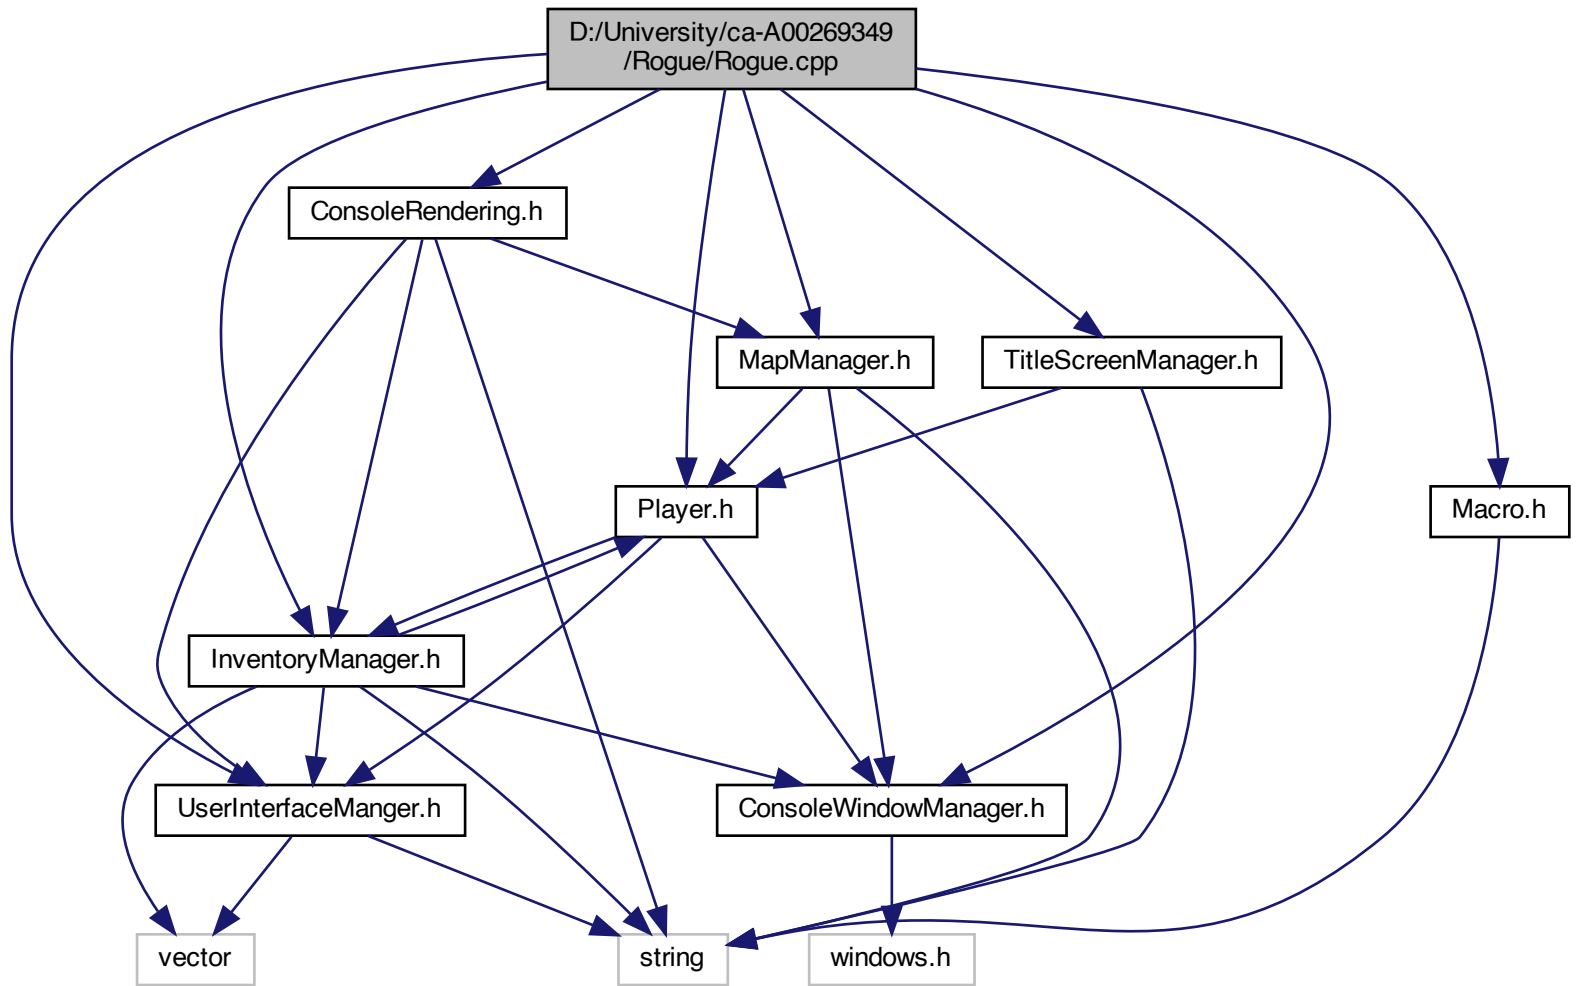 D:/University/ca-A00269349
/Rogue/Rogue.cpp
ConsoleRendering.h
MapManager.h
TitleScreenManager.h
Player.h
Macro.h
InventoryManager.h
UserInterfaceManger.h
ConsoleWindowManager.h
vector
string
windows.h